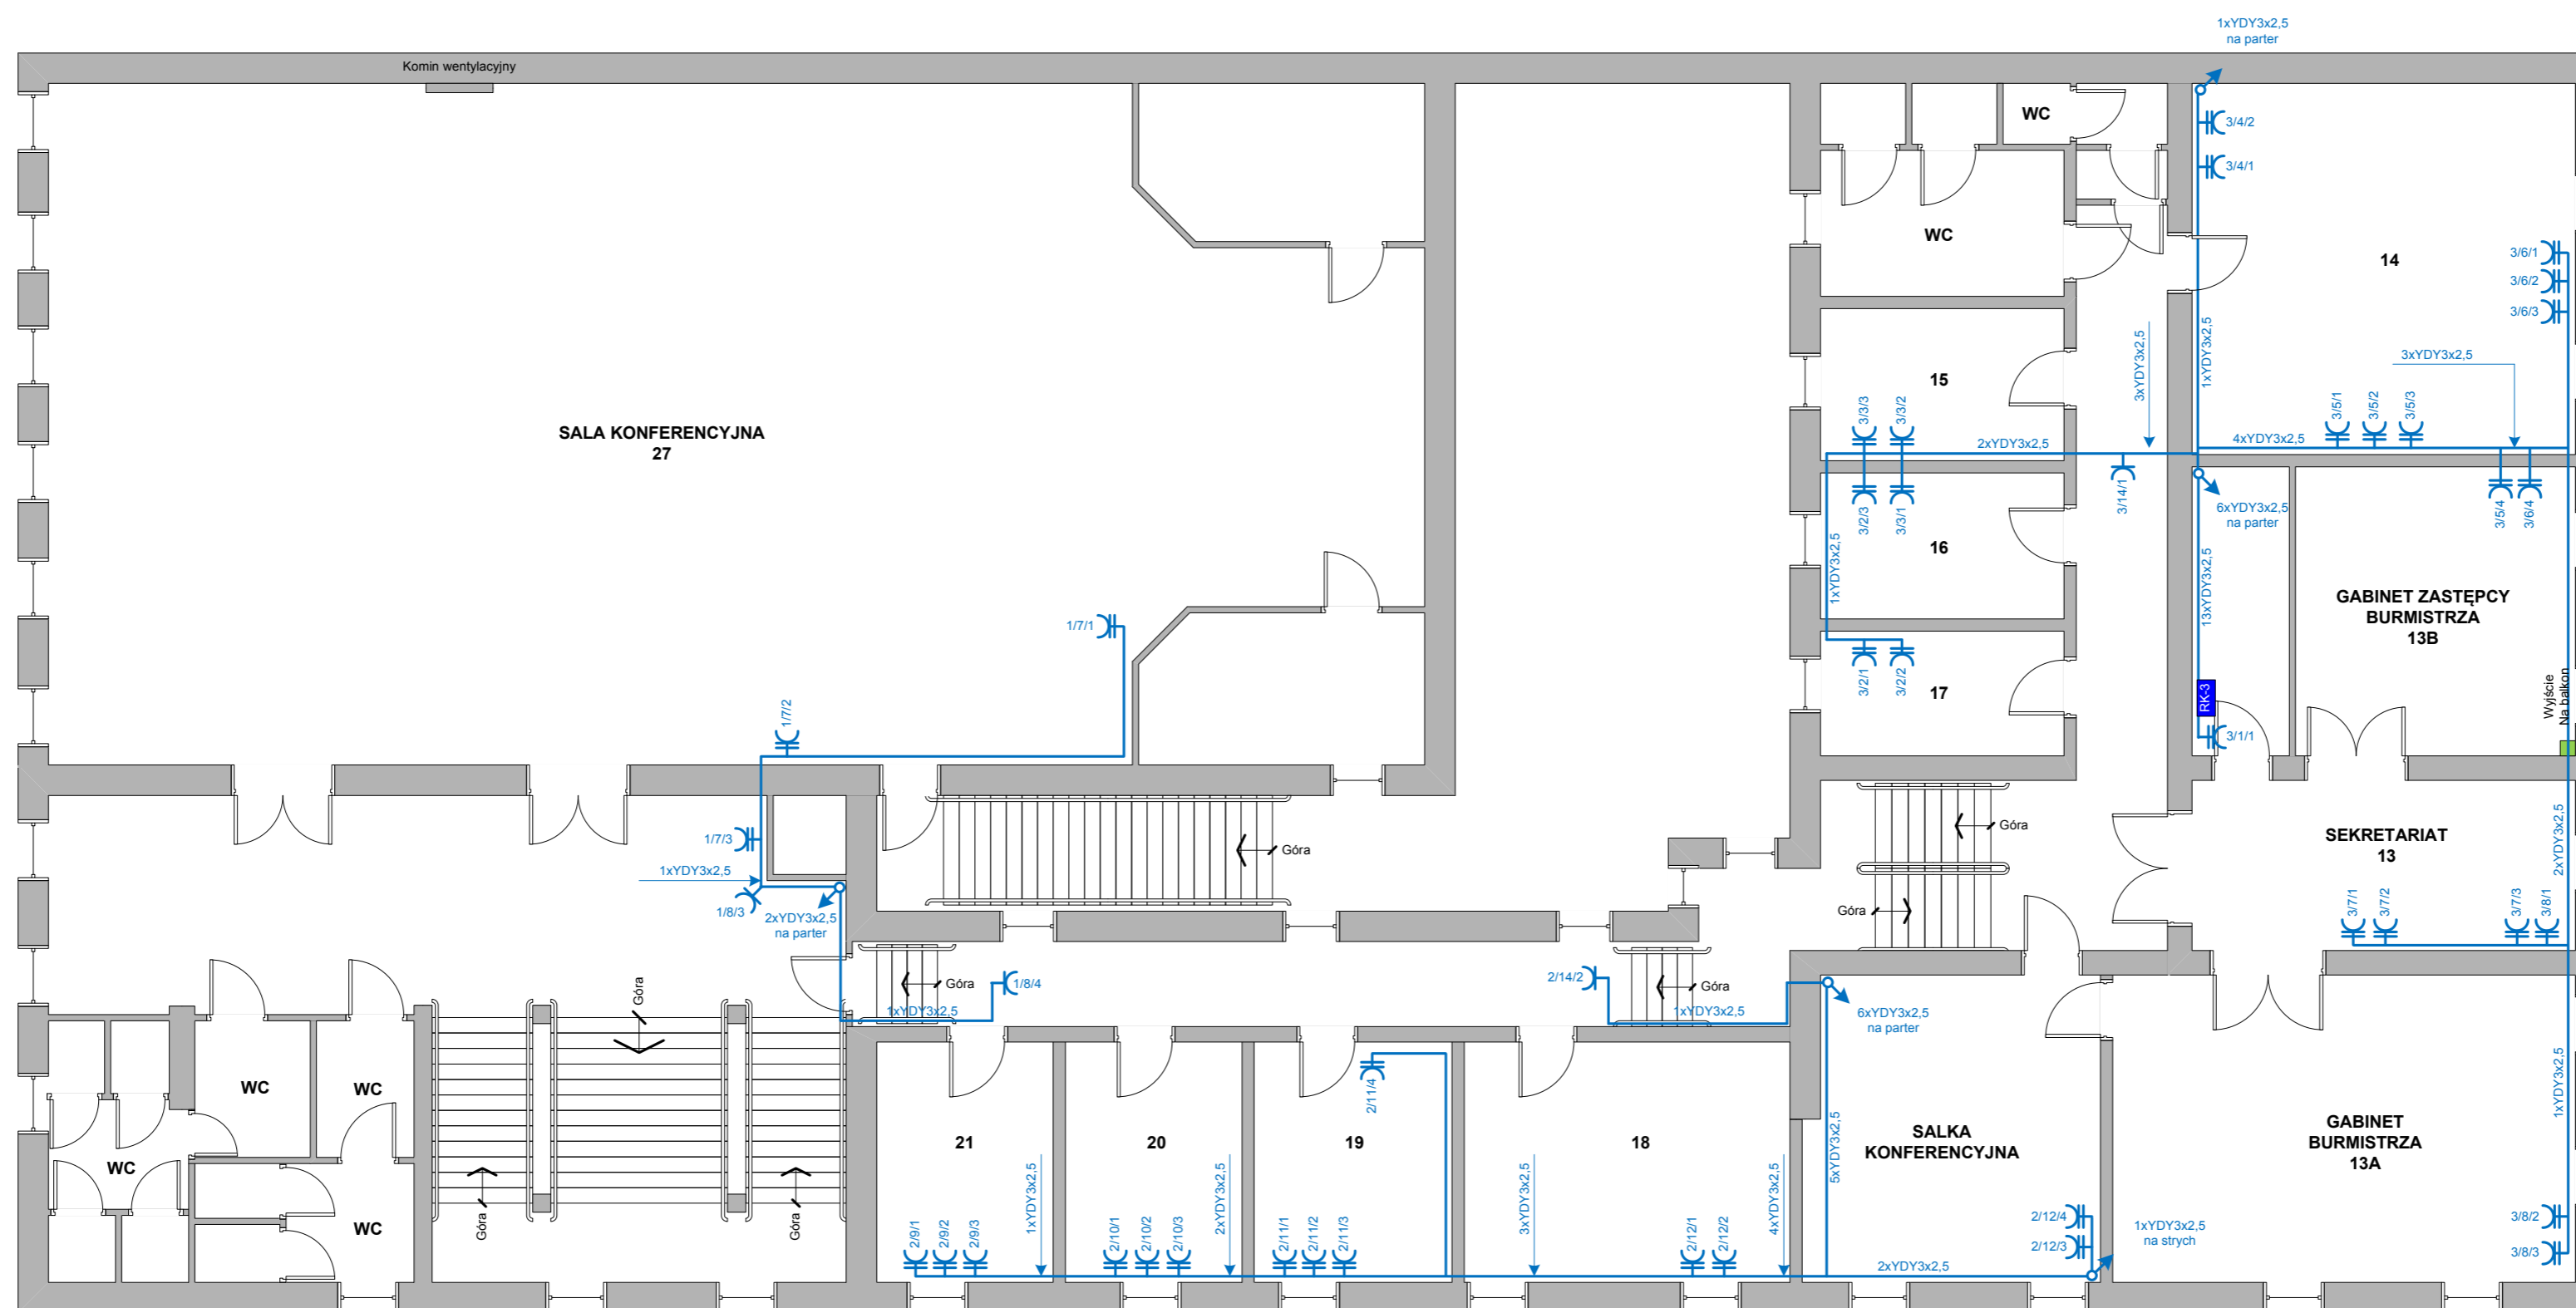 1xYDY3x2,5
na parter
Komin wentylacyjny
WC
3/4/2
3/4/1
WC
14
3/6/1
3/6/2
3/6/3
1xYDY3x2,5
3xYDY3x2,5
3xYDY3x2,5
15
3/3/3
3/3/2
3/5/1
3/5/2
3/5/3
SALA KONFERENCYJNA
27
2xYDY3x2,5
4xYDY3x2,5
3/2/3
3/3/1
3/14/1
6xYDY3x2,5
na parter
3/5/4
3/6/4
16
1xYDY3x2,5
13xYDY3x2,5
GABINET ZASTĘPCY
BURMISTRZA
13B
1/7/1
3/2/1
3/2/2
17
RK-3
Wyjście
Na balkon
1/7/2
3/1/1
1/7/3
Góra
Góra
SEKRETARIAT
13
2xYDY3x2,5
1xYDY3x2,5
1/8/3
2xYDY3x2,5
na parter
Góra
3/7/1
3/7/2
3/7/3
3/8/1
Góra
Góra
1/8/4
2/14/2
Góra
1xYDY3x2,5
1xYDY3x2,5
6xYDY3x2,5
na parter
WC
WC
2/11/4
1xYDY3x2,5
21
20
19
18
5xYDY3x2,5
SALKA
KONFERENCYJNA
GABINET
BURMISTRZA
13A
WC
WC
Góra
Góra
1xYDY3x2,5
2xYDY3x2,5
3xYDY3x2,5
4xYDY3x2,5
2/9/1
2/9/2
2/9/3
2/10/1
2/10/2
2/10/3
2/11/1
2/11/2
2/11/3
2/12/1
2/12/2
2/12/4
2/12/3
1xYDY3x2,5
na strych
3/8/2
3/8/3
2xYDY3x2,5